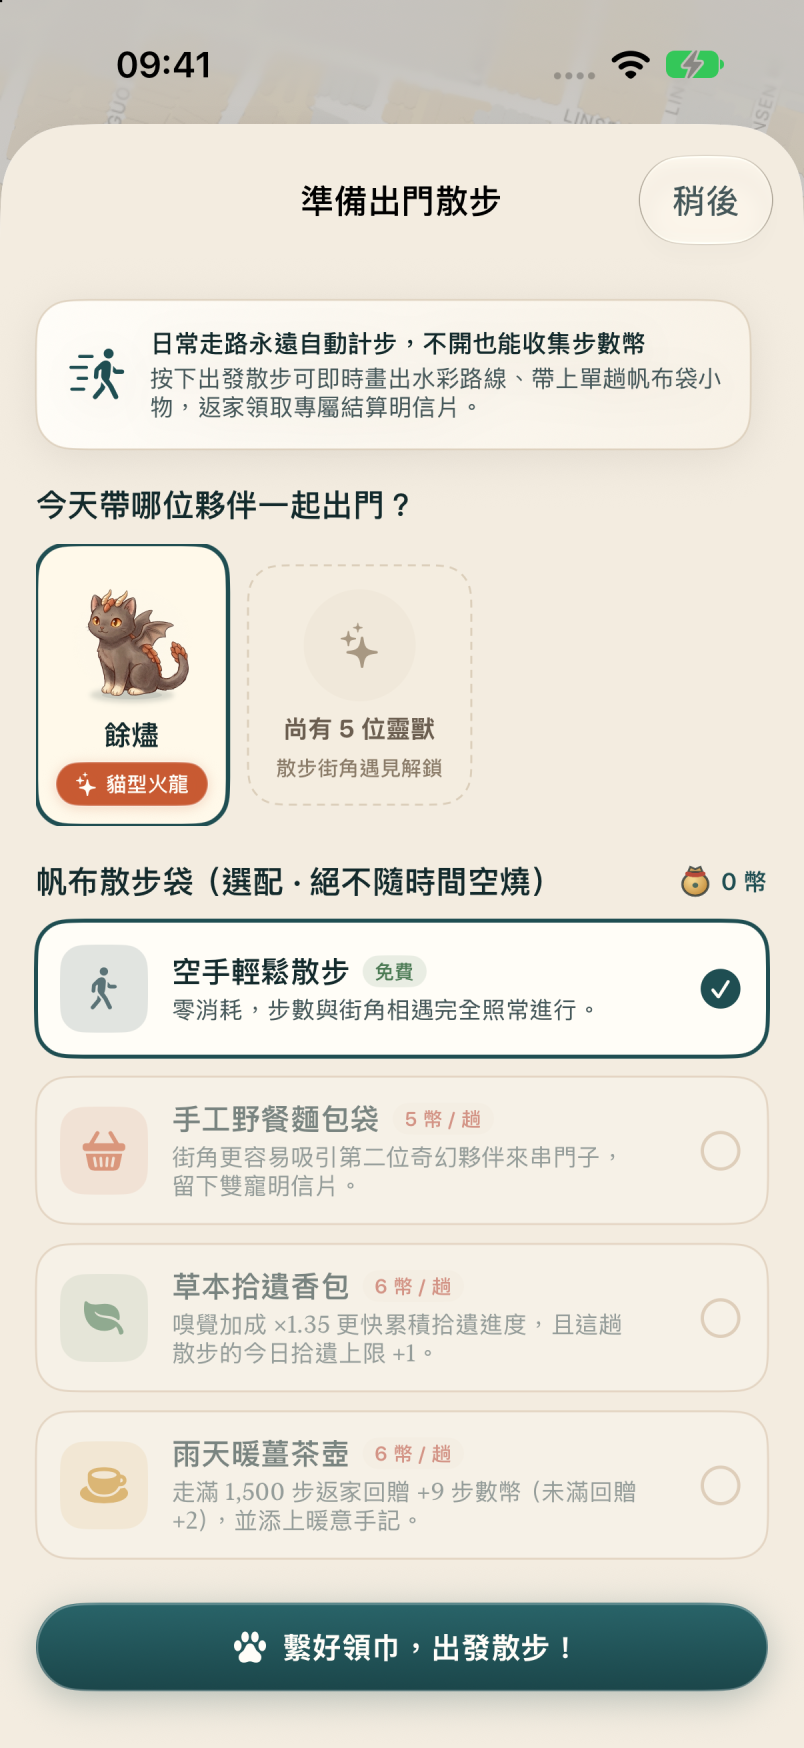 09:41
GUO
LIN
準備出門散步
稍後
日常走路永遠自動計步，不開也能收集步數幣
按下出發散步可即時畫出水彩路線、帶上單趟帆布袋小
物，返家領取專屬結算明信片。
今天帶哪位夥伴一起出門？
餘燼
貓型火龍
尚有 5 位靈獸
散步街角遇見解鎖
帆布散步袋（選配 · 絕不隨時間空燒）
0 幣
空手輕鬆散步 免費
零消耗，步數與街角相遇完全照常進行。
手工野餐麵包袋 5 幣 / 趟
街角更容易吸引第二位奇幻夥伴來串門子，
留下雙寵明信片。
草本拾遺香包 6 幣 / 趟
嗅覺加成 ×1.35 更快累積拾遺進度，且這趟
散步的今日拾遺上限 +1。
雨天暖薑茶壺 6 幣 / 趟
走滿 1,500 步返家回贈 +9 步數幣（未滿回贈
+2），並添上暖意手記。
繫好領巾，出發散步！